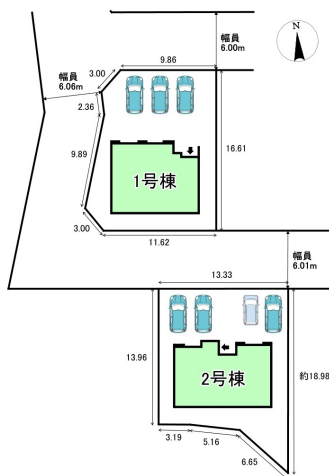 N
幅員
6.00m
9.86
3.00
幅員
6.06m
2.36
9.89
16.61
1号棟
3.00
11.62
幅員
6.01m
13.33
13.96
2号棟
約18.98
3.19
5.16
6.65